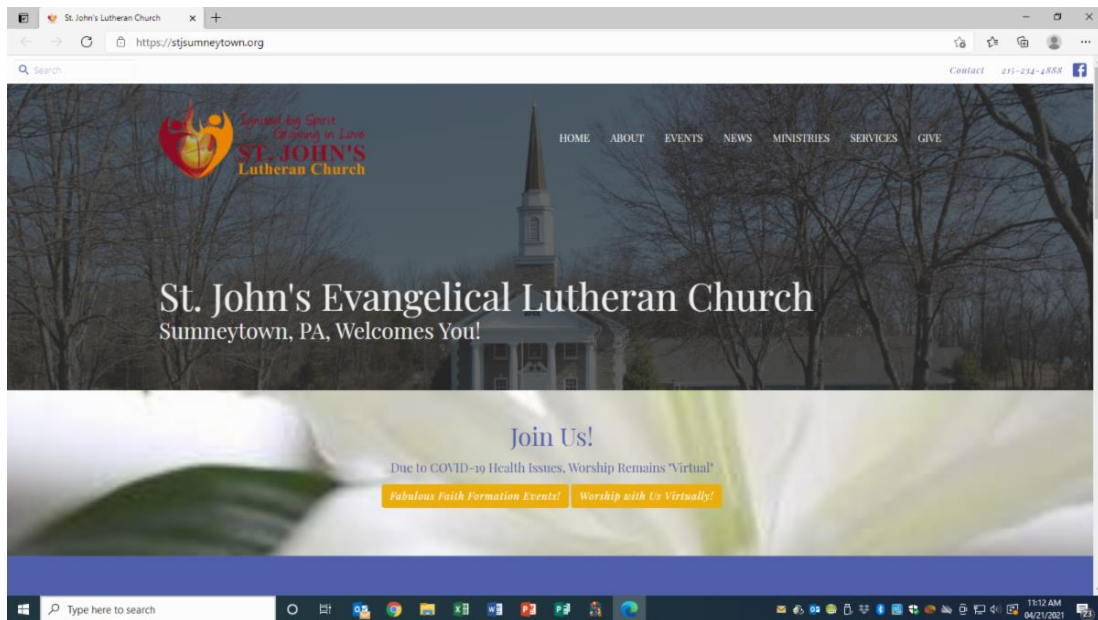 St. John's Lutheran Church
https://stjsumneytown.org
Search
Contact 215-234-4888
Ignited by Spirit
Growing in Love
ST. JOHN'S
Lutheran Church
HOME ABOUT EVENTS NEWS MINISTRIES SERVICES GIVE
St. John's Evangelical Lutheran Church
Sumneytown, PA, Welcomes You!
Join Us!
Due to COVID-19 Health Issues, Worship Remains "Virtual"
Fabulous Faith Formation Events! Worship with Us Virtually!
Type here to search
11:12 AM
04/21/2021
23